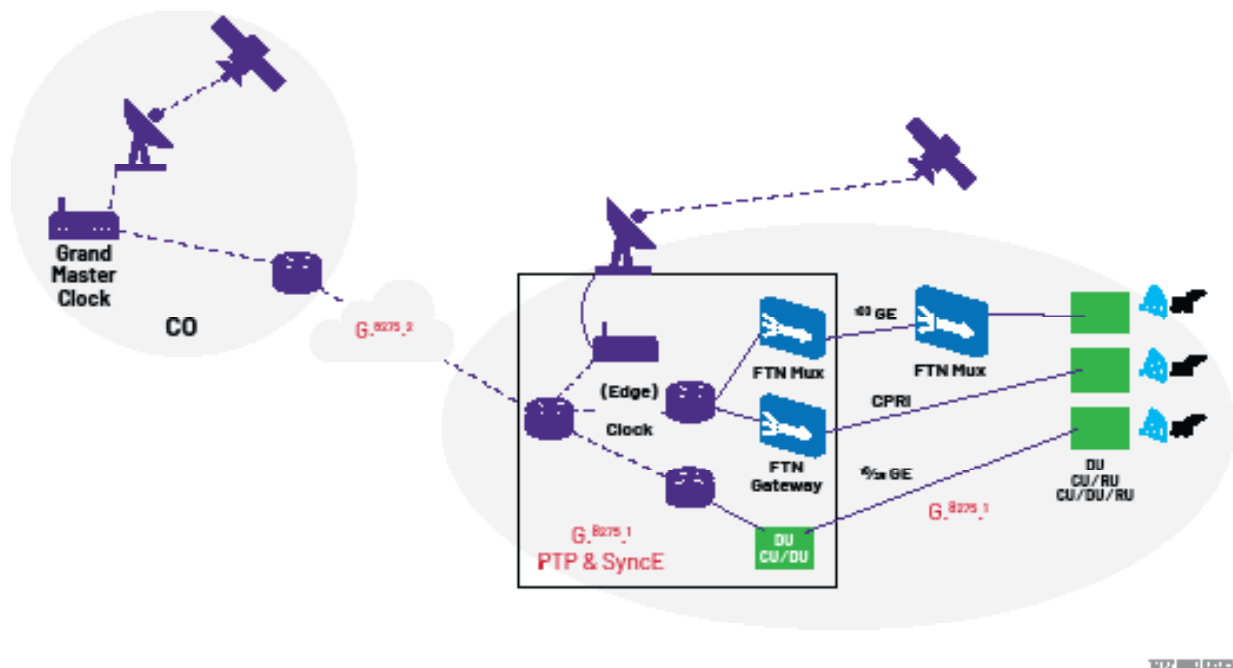 Grand
Master
Clock
CO
G.8275.2
(Edge)
Clock
FTN Mux
100 GE
FTN Mux
CPRI
FTN
Gateway
GE
G.8275.1
PTP & SyncE
DU
CU/DU
G.8275.1
DU
CU/RU
CU/DU/RU